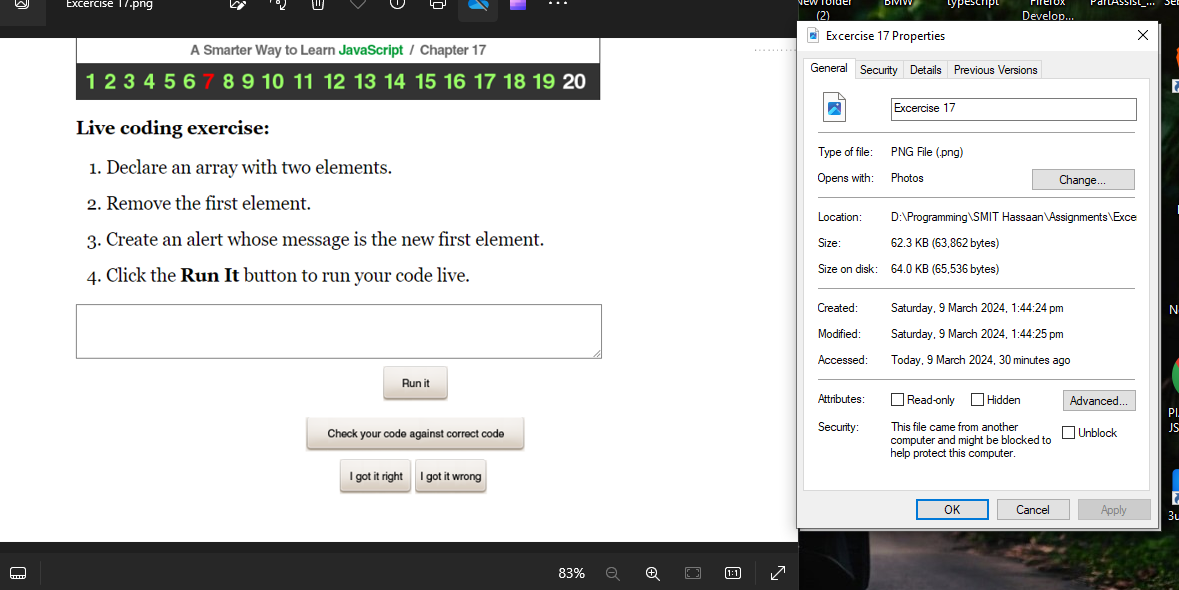 Excercise 17.png
A Smarter Way to Learn JavaScript / Chapter 17
1 2 3 4 5 6 7 8 9 10 11 12 13 14 15 16 17 18 19 20
Live coding exercise:
1. Declare an array with two elements.
2. Remove the first element.
3. Create an alert whose message is the new first element.
4. Click the Run It button to run your code live.
Run it
Check your code against correct code
I got it right
I got it wrong
83%
1:1
New folder
(2)
BMW
typescript
Firefox
Develop...
PartAssist_...
Excercise 17 Properties
General
Security
Details
Previous Versions
Excercise 17
Type of file: PNG File (.png)
Opens with: Photos
Change...
Location: D:\Programming\SMIT Hassaan\Assignments\Exce
Size: 62.3 KB (63,862 bytes)
Size on disk: 64.0 KB (65,536 bytes)
Created: Saturday, 9 March 2024, 1:44:24 pm
Modified: Saturday, 9 March 2024, 1:44:25 pm
Accessed: Today, 9 March 2024, 30 minutes ago
Attributes: Read-only Hidden
Advanced...
Security: This file came from another
computer and might be blocked to
help protect this computer.
Unblock
OK
Cancel
Apply